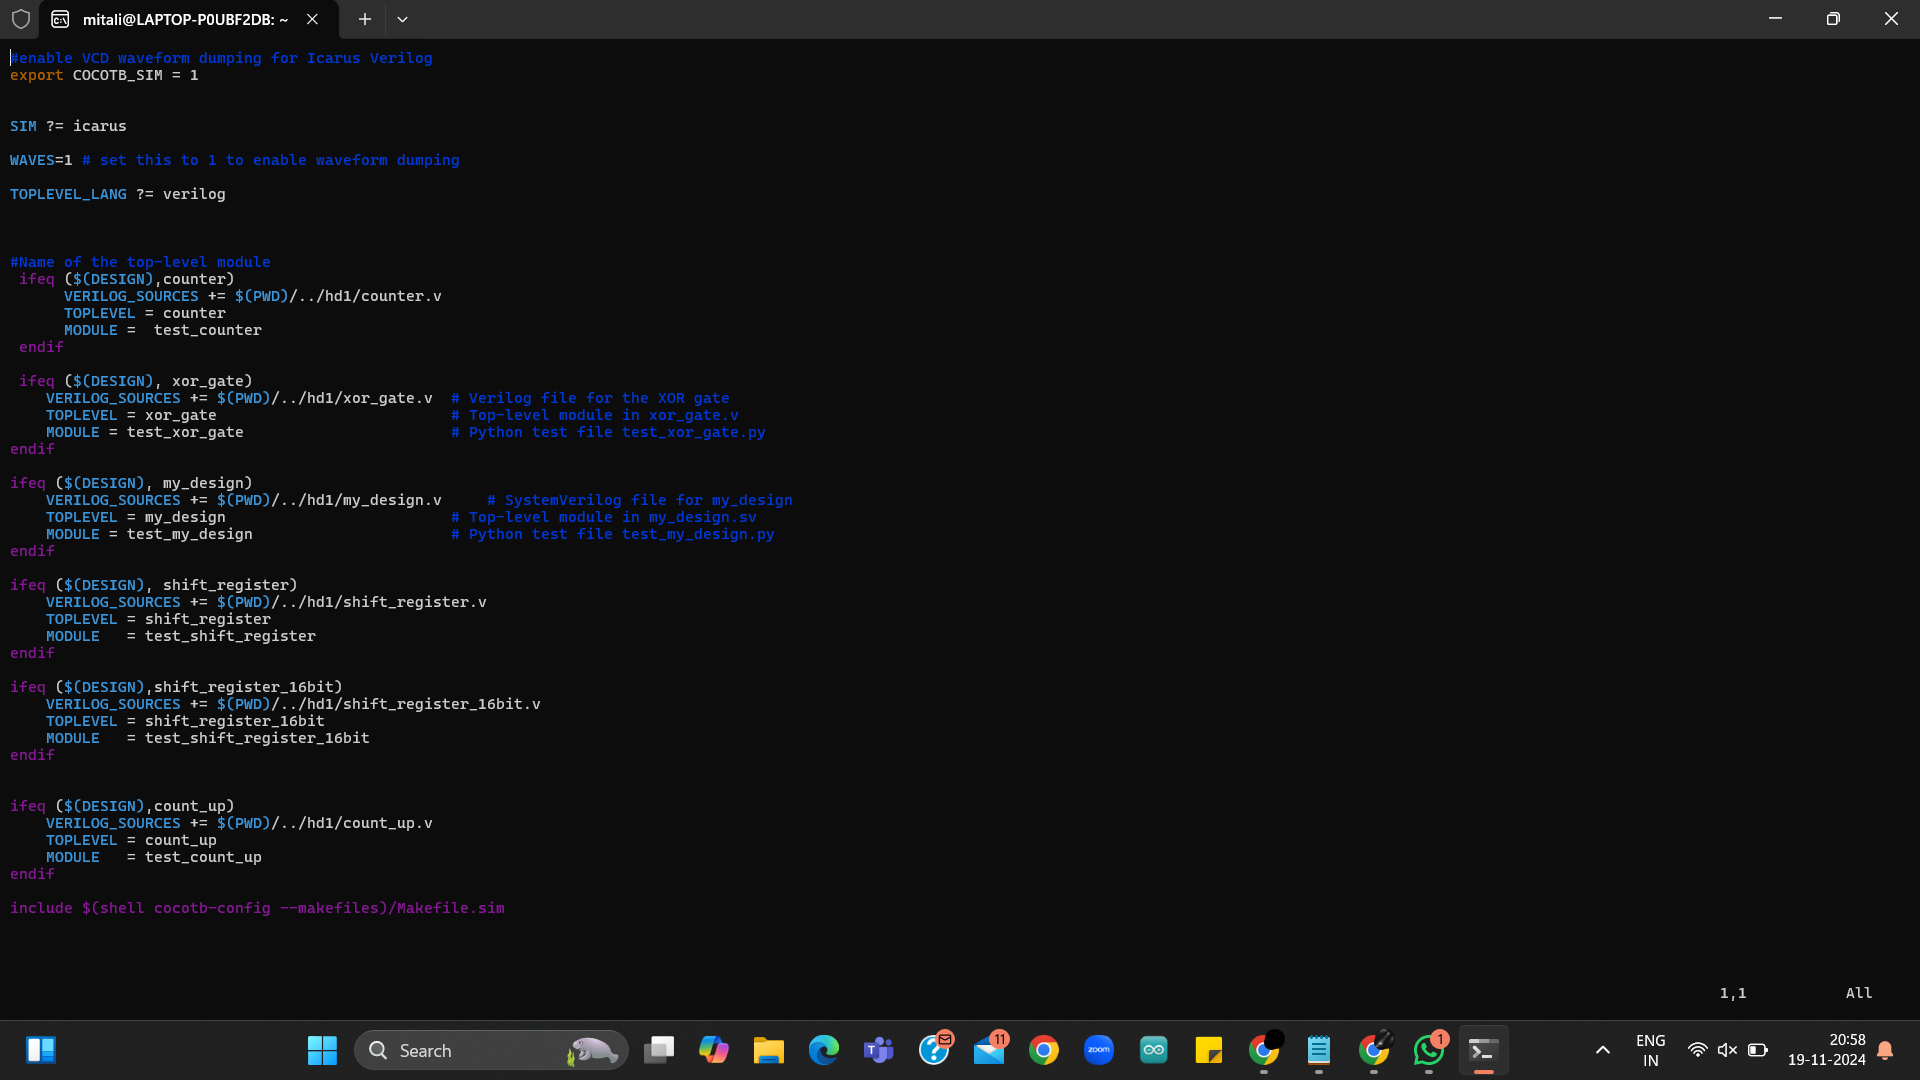 mitali@LAPTOP-P0UBF2DB: ~
#enable VCD waveform dumping for Icarus Verilog
export COCOTB_SIM = 1
SIM ?= icarus
WAVES=1 # set this to 1 to enable waveform dumping
TOPLEVEL_LANG ?= verilog
#Name of the top-level module
ifeq ($(DESIGN),counter)
VERILOG_SOURCES += $(PWD)/../hd1/counter.v
TOPLEVEL = counter
MODULE =  test_counter
endif
ifeq ($(DESIGN), xor_gate)
VERILOG_SOURCES += $(PWD)/../hd1/xor_gate.v  # Verilog file for the XOR gate
TOPLEVEL = xor_gate                          # Top-level module in xor_gate.v
MODULE = test_xor_gate                       # Python test file test_xor_gate.py
endif
ifeq ($(DESIGN), my_design)
VERILOG_SOURCES += $(PWD)/../hd1/my_design.v     # SystemVerilog file for my_design
TOPLEVEL = my_design                         # Top-level module in my_design.sv
MODULE = test_my_design                      # Python test file test_my_design.py
endif
ifeq ($(DESIGN), shift_register)
VERILOG_SOURCES += $(PWD)/../hd1/shift_register.v
TOPLEVEL = shift_register
MODULE   = test_shift_register
endif
ifeq ($(DESIGN),shift_register_16bit)
VERILOG_SOURCES += $(PWD)/../hd1/shift_register_16bit.v
TOPLEVEL = shift_register_16bit
MODULE   = test_shift_register_16bit
endif
ifeq ($(DESIGN),count_up)
VERILOG_SOURCES += $(PWD)/../hd1/count_up.v
TOPLEVEL = count_up
MODULE   = test_count_up
endif
include $(shell cocotb-config --makefiles)/Makefile.sim
1,1 All
Search
11
zoom
1
ENG
IN
20:58
19-11-2024